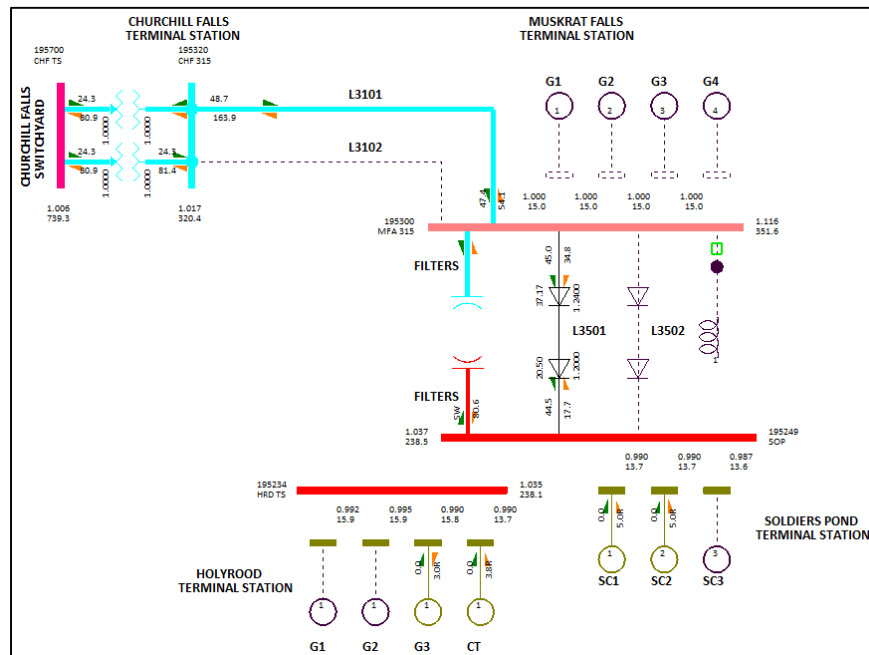 CHURCHILL FALLS
TERMINAL STATION
MUSKRAT FALLS
TERMINAL STATION
195700
CHF TS
195320
CHF 315
G1
G2
G3
G4
24.3
80.9
1.0000
1.0000
48.7
163.9
L3101
1
2
3
4
CHURCHILL FALLS
SWITCHYARD
24.3
80.9
1.0000
1.0000
24.3
81.4
L3102
1.006
739.3
1.017
320.4
47.4
54.1
1.000
15.0
1.000
15.0
1.000
15.0
1.000
15.0
195300
MFA 315
1.116
351.6
FILTERS
45.0
34.8
37.17
1.2400
L3501
L3502
1
20.50
1.2000
FILTERS
SW
80.6
44.5
17.7
1.037
238.5
195249
SOP
195234
HRD TS
1.035
238.1
0.990
13.7
0.990
13.7
0.987
13.6
0.992
15.9
0.995
15.9
0.990
15.8
0.990
13.7
0.0
5.0R
0.0
5.0R
SOLDIERS POND
TERMINAL STATION
1
2
3
SC1
SC2
SC3
0.0
3.0R
0.0
3.8R
HOLYROOD
TERMINAL STATION
1
1
1
1
G1
G2
G3
CT